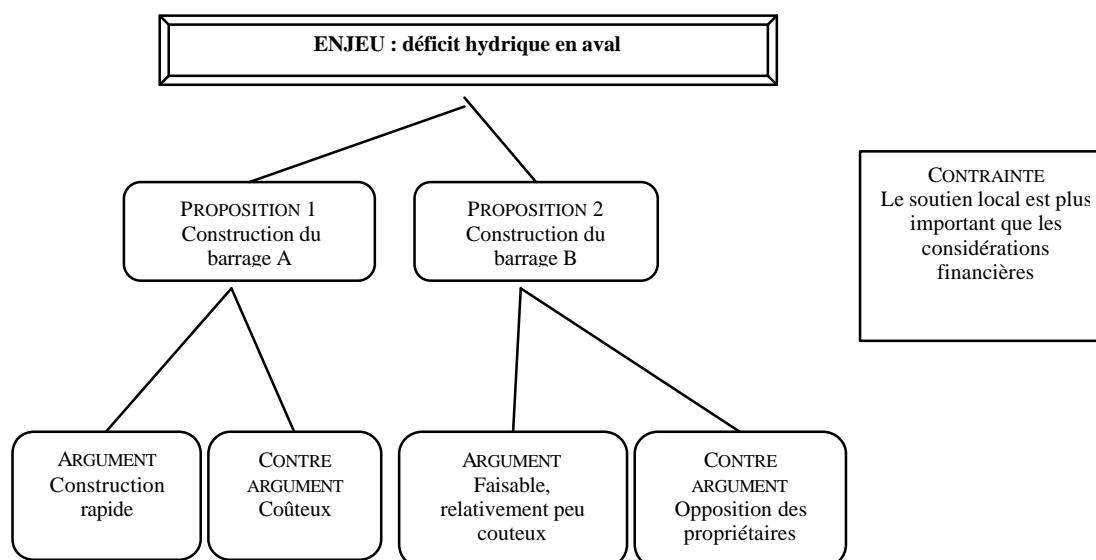 ENJEU : déficit hydrique en aval
PROPOSITION 1
Construction du
barrage A
PROPOSITION 2
Construction du
barrage B
CONTRAINTE
Le soutien local est plus
important que les
considérations
financières
ARGUMENT
Construction
rapide
CONTRE
ARGUMENT
Coûteux
ARGUMENT
Faisable,
relativement peu
couteux
CONTRE
ARGUMENT
Opposition des
propriétaires